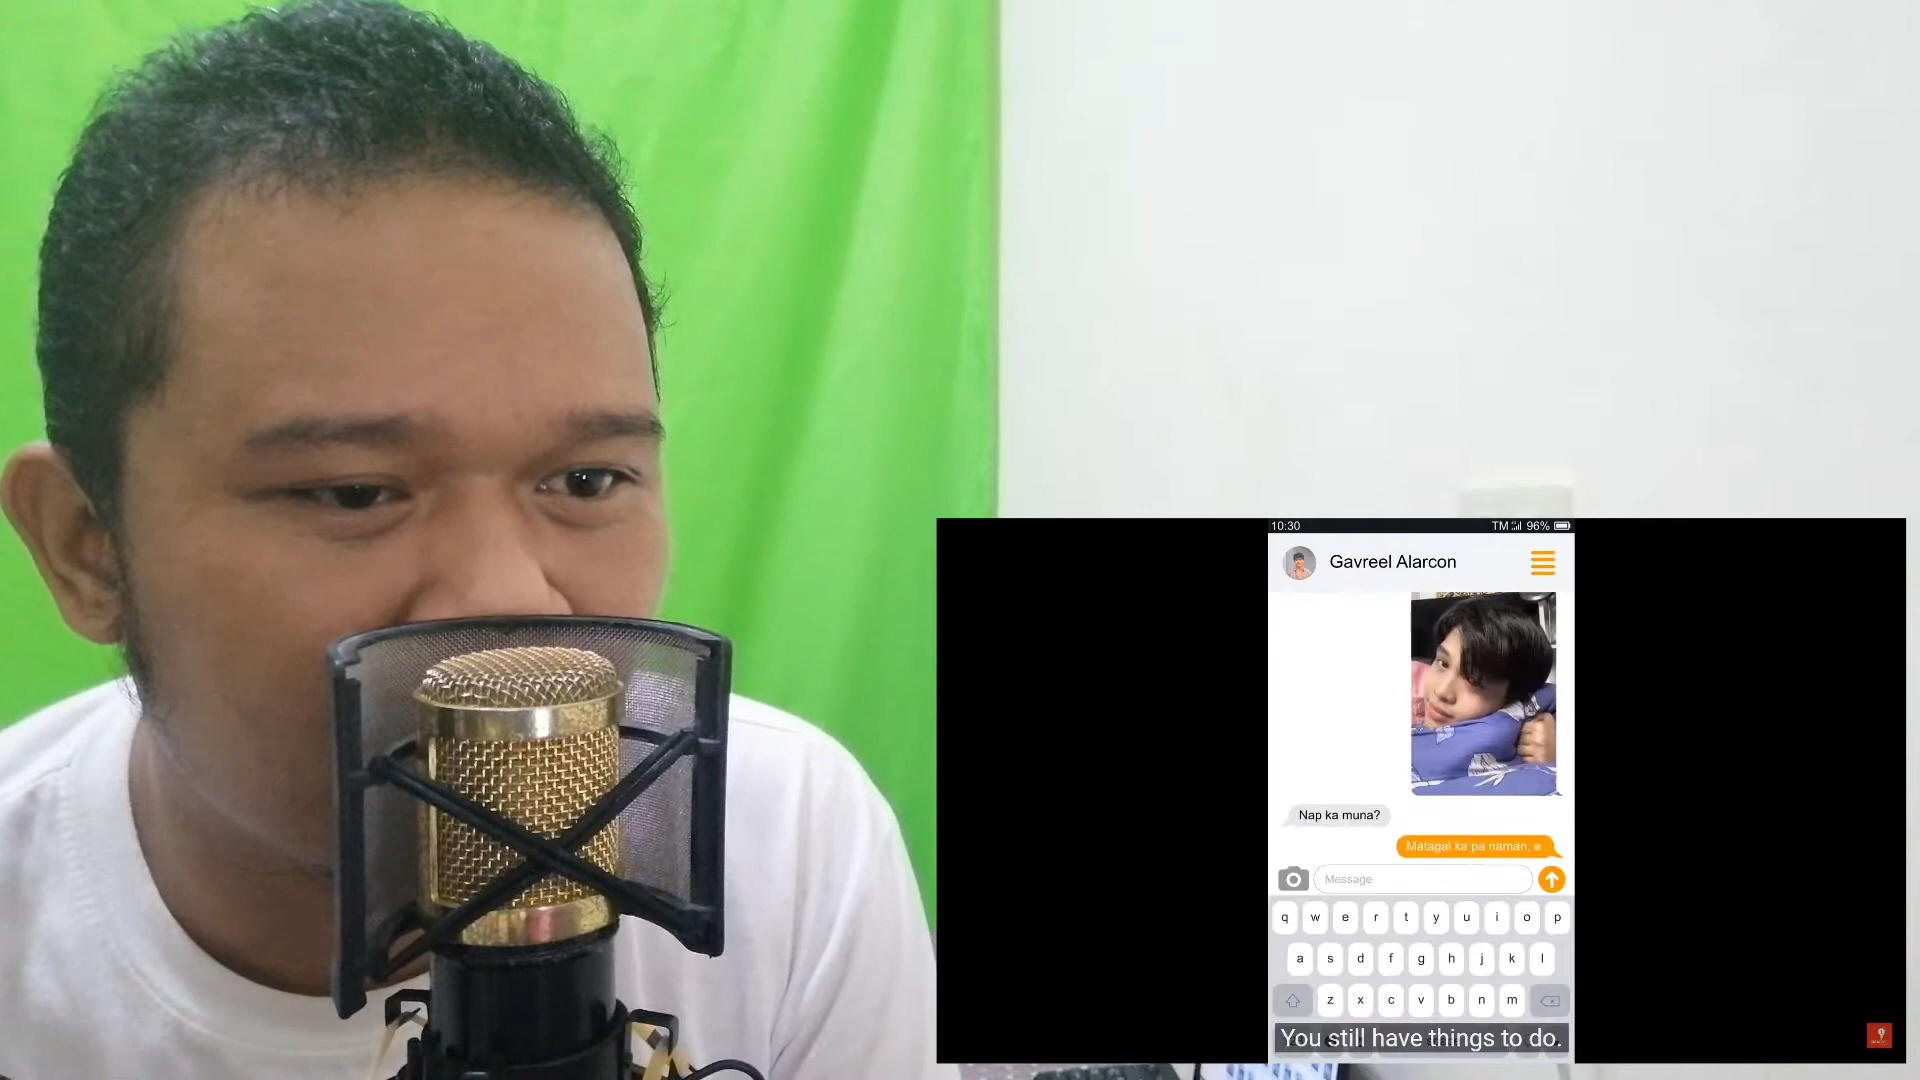 10:30 TM 96%
Gavreel Alarcon
Nap ka muna?
Matagal ka pa naman, e
Message
q w e r t y u i o p
a s d f g h j k l
z x c v b n m
You still have things to do.